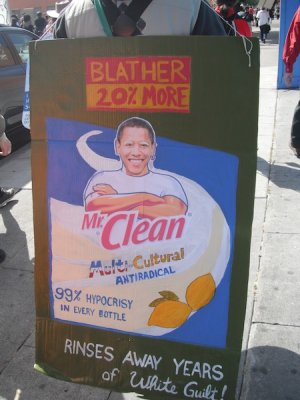 BLATHER
20% MORE
Mr.
Clean
Multi-Cultural
ANTIRADICAL
99% HYPOCRISY
IN EVERY BOTTLE
RINSES AWAY YEARS
of White Guilt!